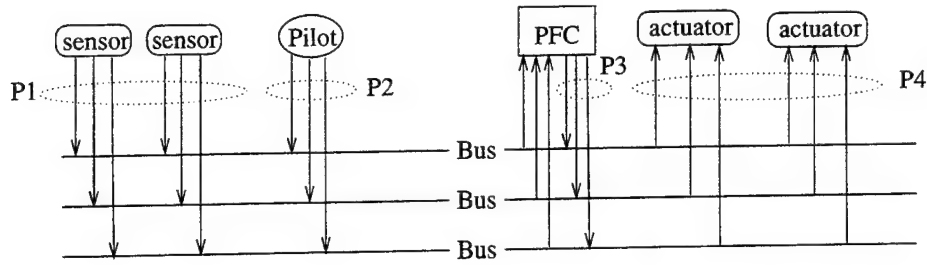 sensor
sensor
Pilot
PFC
actuator
actuator
P1
P2
P3
P4
Bus
Bus
Bus